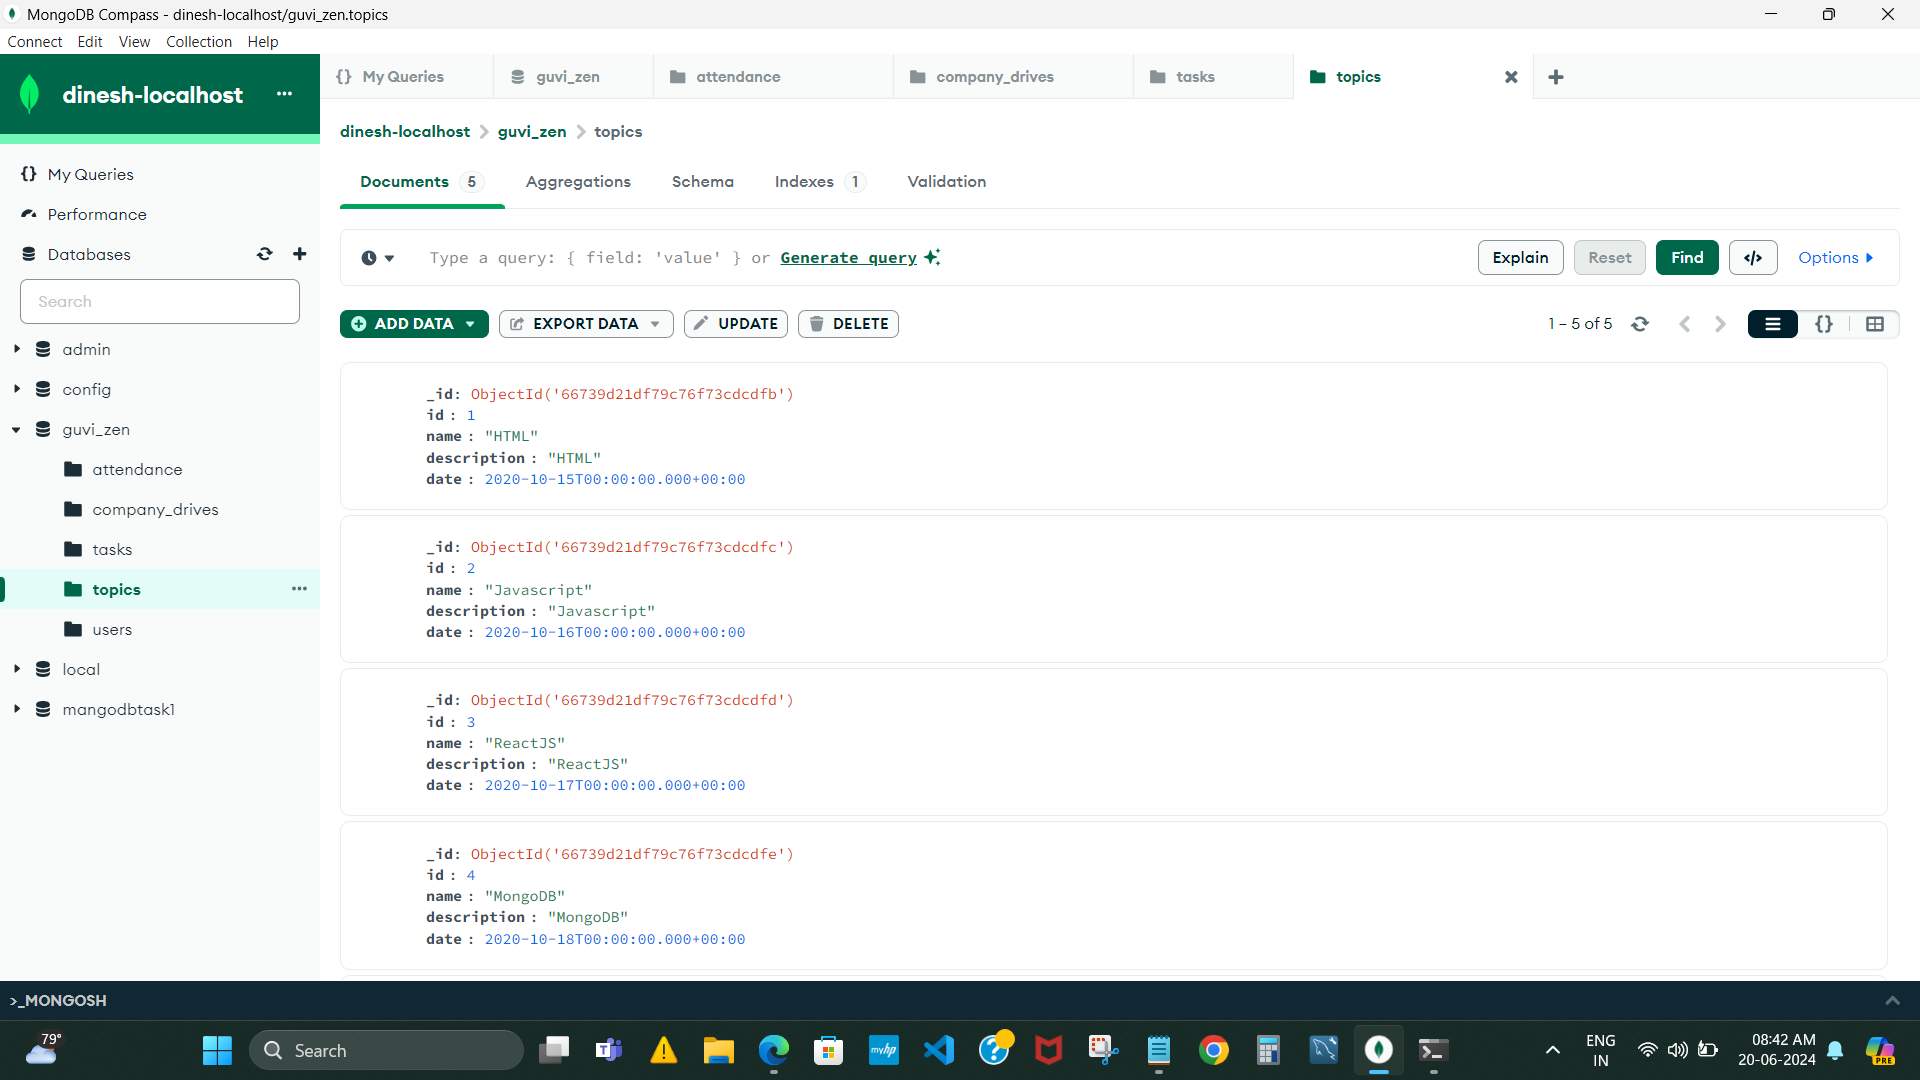 MongoDB Compass - dinesh-localhost/guvi_zen.topics
Connect Edit View Collection Help
dinesh-localhost
My Queries
Performance
Databases
Search
admin
config
guvi_zen
attendance
company_drives
tasks
topics
users
local
mangodbtask1
{} My Queries guvi_zen attendance company_drives tasks topics
dinesh-localhost > guvi_zen > topics
Documents 5 Aggregations Schema Indexes 1 Validation
Type a query: { field: 'value' } or Generate query Explain Reset Find </> Options
ADD DATA EXPORT DATA UPDATE DELETE 1 – 5 of 5 {}
_id: ObjectId('66739d21df79c76f73cdcdfb')
id : 1
name : "HTML"
description : "HTML"
date : 2020-10-15T00:00:00.000+00:00
_id: ObjectId('66739d21df79c76f73cdcdfc')
id : 2
name : "Javascript"
description : "Javascript"
date : 2020-10-16T00:00:00.000+00:00
_id: ObjectId('66739d21df79c76f73cdcdfd')
id : 3
name : "ReactJS"
description : "ReactJS"
date : 2020-10-17T00:00:00.000+00:00
_id: ObjectId('66739d21df79c76f73cdcdfe')
id : 4
name : "MongoDB"
description : "MongoDB"
date : 2020-10-18T00:00:00.000+00:00
>_MONGOSH
79°
Search
myhp
ENG
IN
08:42 AM
20-06-2024
PRE